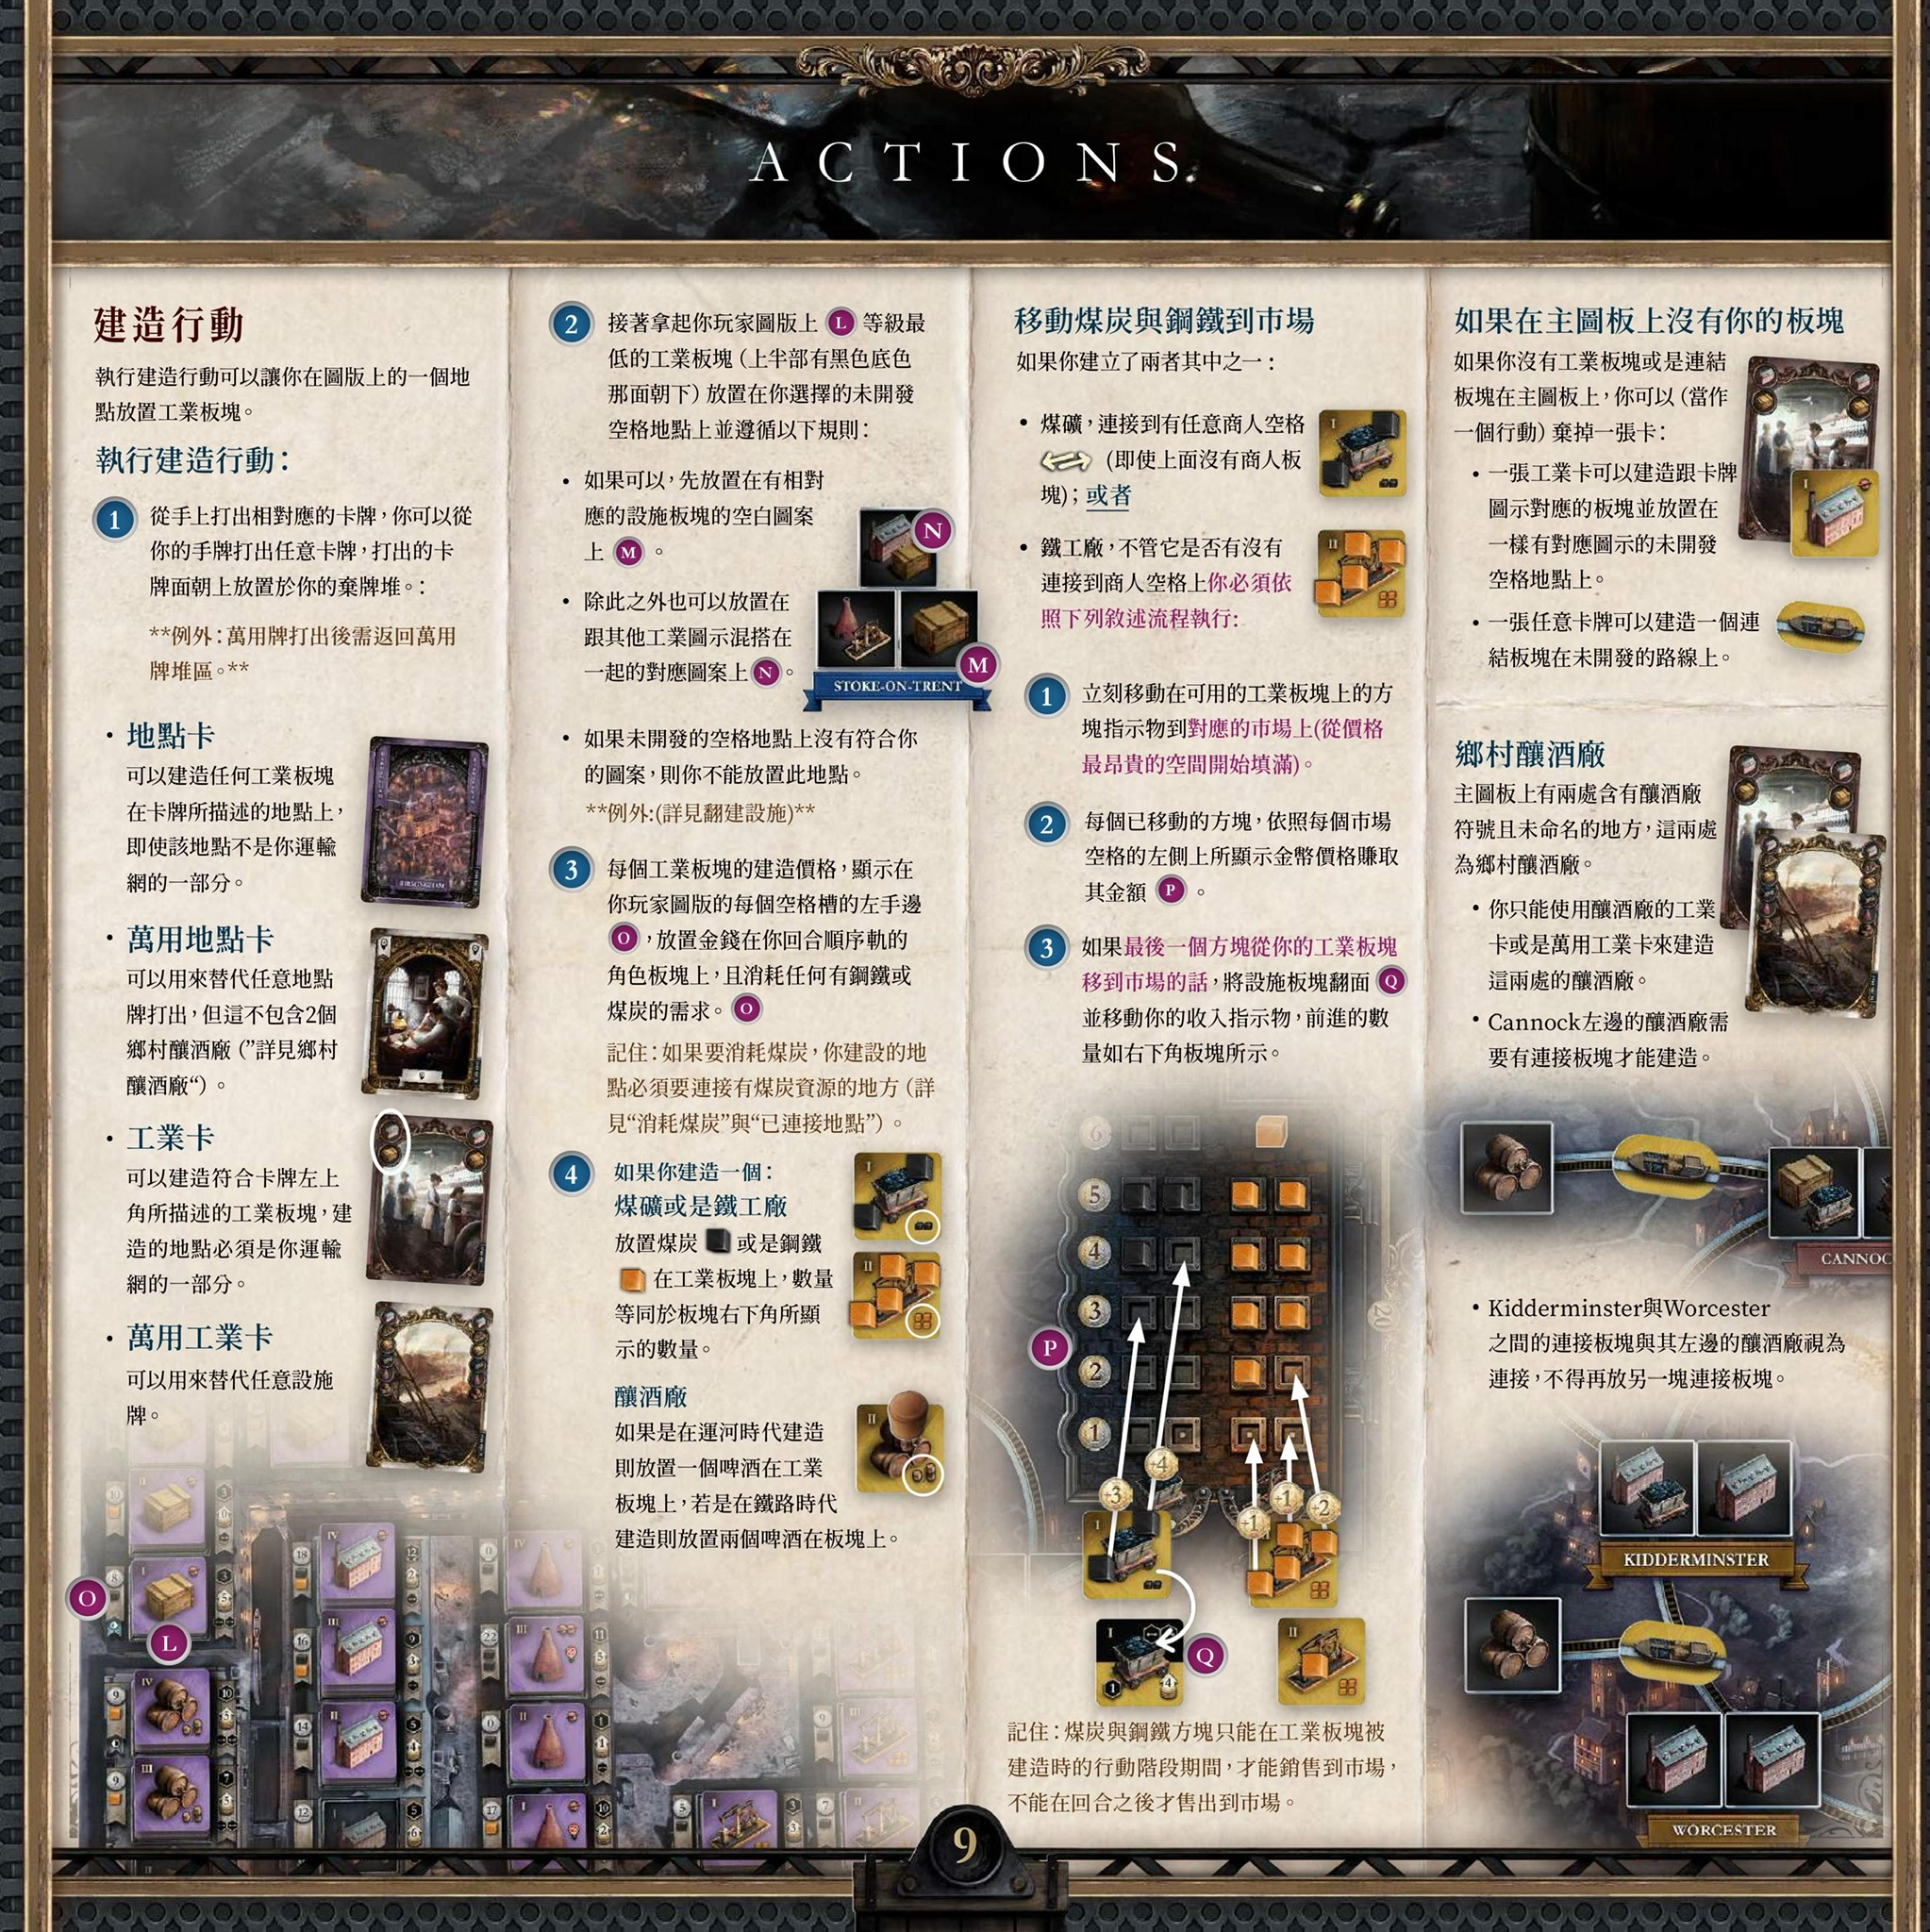 ACTIONS
建造行動
執行建造行動可以讓你在圖版上的一個地
點放置工業板塊。
執行建造行動：
1
從手上打出相對應的卡牌，你可以從
你的手牌打出任意卡牌，打出的卡
牌面朝上放置於你的棄牌堆。：
**例外：萬用牌打出後需返回萬用
牌堆區。**
• 地點卡
可以建造任何工業板塊
在卡牌所描述的地點上，
即使該地點不是你運輸
網的一部分。
• 萬用地點卡
可以用來替代任意地點
牌打出，但這不包含2個
鄉村釀酒廠（”詳見鄉村
釀酒廠“）。
• 工業卡
可以建造符合卡牌左上
角所描述的工業板塊，建
造的地點必須是你運輸
網的一部分。
• 萬用工業卡
可以用來替代任意設施
牌。
O
L
2
接著拿起你玩家圖版上 L 等級最
低的工業板塊（上半部有黑色底色
那面朝下）放置在你選擇的未開發
空格地點上並遵循以下規則：
• 如果可以，先放置在有相對
應的設施板塊的空白圖案
上 M 。
• 除此之外也可以放置在
跟其他工業圖示混搭在
一起的對應圖案上 N 。
N
M
STOKE-ON-TRENT
• 如果未開發的空格地點上沒有符合你
的圖案，則你不能放置此地點。
**例外:(詳見翻建設施)**
3
每個工業板塊的建造價格，顯示在
你玩家圖版的每個空格槽的左手邊
O ，放置金錢在你回合順序軌的
角色板塊上，且消耗任何有鋼鐵或
煤炭的需求。 O
記住：如果要消耗煤炭，你建設的地
點必須要連接有煤炭資源的地方（詳
見“消耗煤炭”與“已連接地點”）。
4
如果你建造一個：
煤礦或是鐵工廠
放置煤炭 或是鋼鐵
在工業板塊上，數量
等同於板塊右下角所顯
示的數量。
釀酒廠
如果是在運河時代建造
則放置一個啤酒在工業
板塊上，若是在鐵路時代
建造則放置兩個啤酒在板塊上。
移動煤炭與鋼鐵到市場
如果你建立了兩者其中之一：
• 煤礦，連接到有任意商人空格
（即使上面沒有商人板
塊）；或者
• 鐵工廠，不管它是否有沒有
連接到商人空格上你必須依
照下列敘述流程執行：
1
立刻移動在可用的工業板塊上的方
塊指示物到對應的市場上(從價格
最昂貴的空間開始填滿)。
2
每個已移動的方塊，依照每個市場
空格的左側上所顯示金幣價格賺取
其金額 P 。
3
如果最後一個方塊從你的工業板塊
移到市場的話，將設施板塊翻面 Q
並移動你的收入指示物，前進的數
量如右下角板塊所示。
6
5
4
3
2
1
P
+3
+4
+1
+1
+2
Q
記住：煤炭與鋼鐵方塊只能在工業板塊被
建造時的行動階段期間，才能銷售到市場，
不能在回合之後才售出到市場。
如果在主圖板上沒有你的板塊
如果你沒有工業板塊或是連結
板塊在主圖板上，你可以（當作
一個行動）棄掉一張卡：
• 一張工業卡可以建造跟卡牌
圖示對應的板塊並放置在
一樣有對應圖示的未開發
空格地點上。
• 一張任意卡牌可以建造一個連
結板塊在未開發的路線上。
鄉村釀酒廠
主圖板上有兩處含有釀酒廠
符號且未命名的地方，這兩處
為鄉村釀酒廠。
• 你只能使用釀酒廠的工業
卡或是萬用工業卡來建造
這兩處的釀酒廠。
• Cannock左邊的釀酒廠需
要有連接板塊才能建造。
CANNOC
• Kidderminster與Worcester
之間的連接板塊與其左邊的釀酒廠視為
連接，不得再放另一塊連接板塊。
KIDDERMINSTER
WORCESTER
9